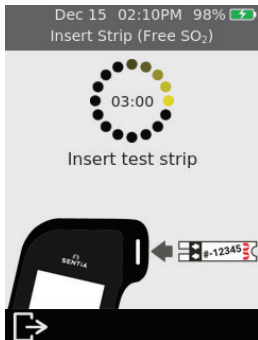 Dec 15 02:10PM 98%
Insert Strip (Free SO₂)
03:00
Insert test strip
SENTIA
#-12345